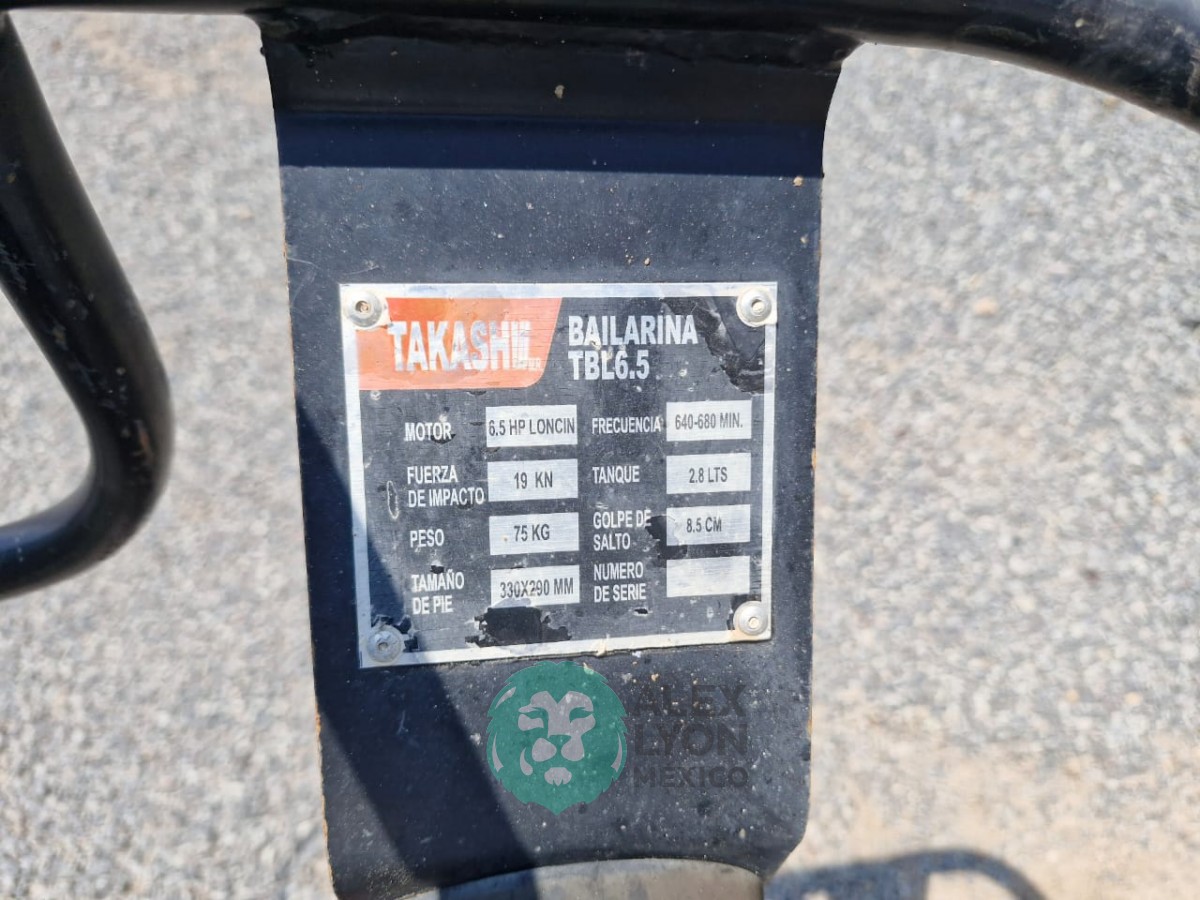 TAKASHI
BAILARINA
TBL6.5
MOTOR 6.5 HP LONCIN FRECUENCIA 640-680 MIN.
FUERZA
DE IMPACTO 19 KN TANQUE 2.8 LTS
PESO 75 KG GOLPE DE
SALTO 8.5 CM
TAMAÑO
DE PIE 330X290 MM NUMERO
DE SERIE
ALEX
LYON
MEXICO